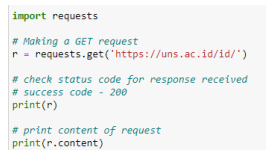 import requests
# Making a GET request
r = requests.get('https://uns.ac.id/id/')
# check status code for response received
# success code - 200
print(r)
# print content of request
print(r.content)